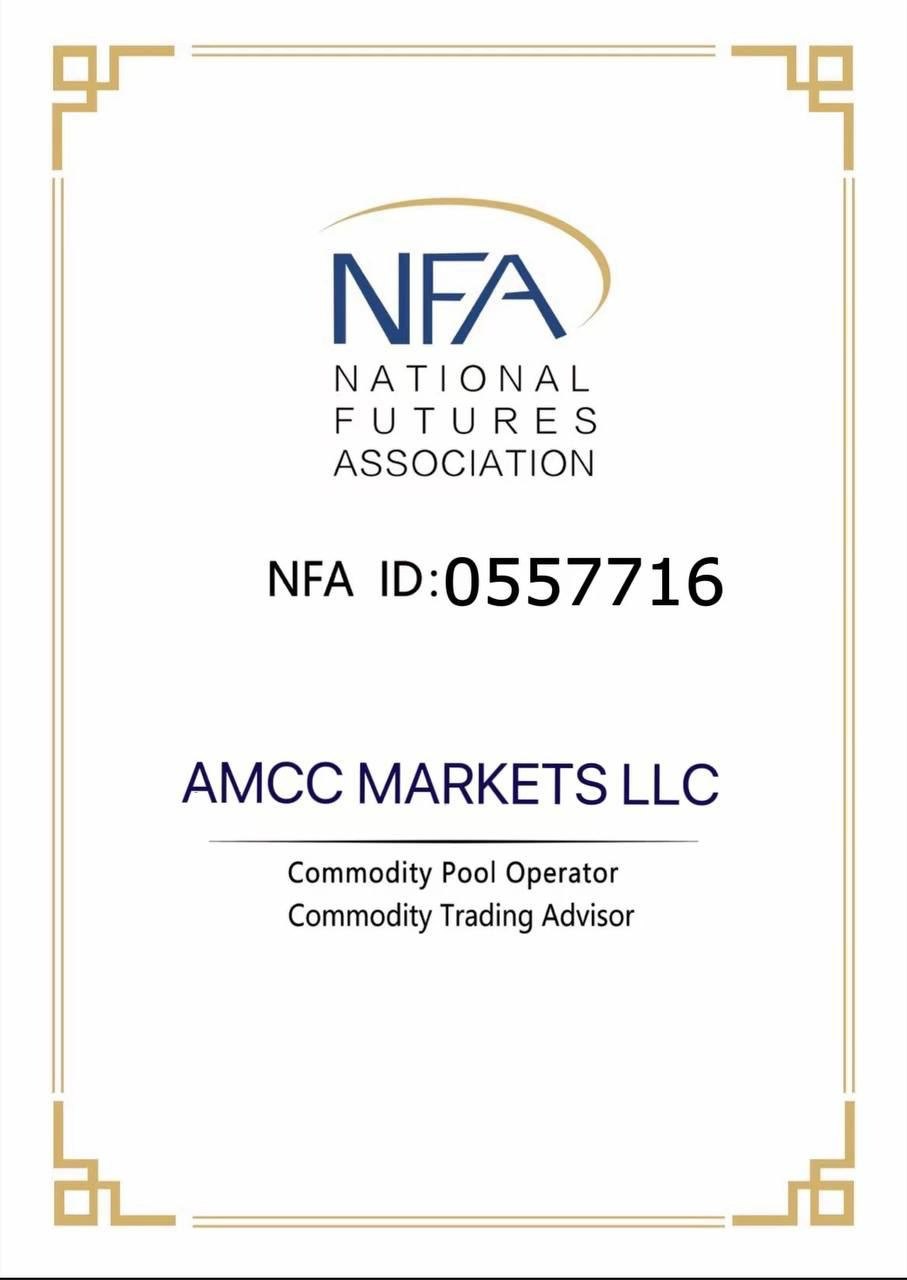 NFA
NATIONAL
FUTURES
ASSOCIATION
NFA ID:0557716
AMCC MARKETS LLC
Commodity Pool Operator
Commodity Trading Advisor